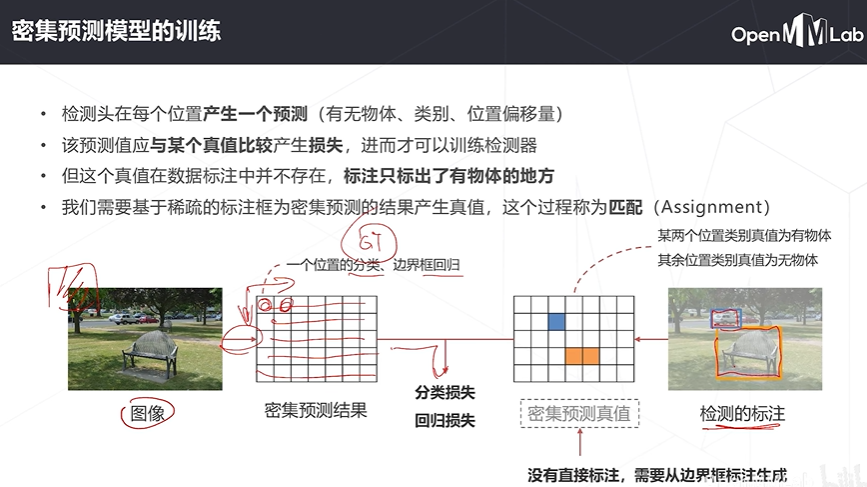 密集预测模型的训练
OpenMMLab
• 检测头在每个位置产生一个预测（有无物体、类别、位置偏移量）
• 该预测值应与某个真值比较产生损失，进而才可以训练检测器
• 但这个真值在数据标注中并不存在，标注只标出了有物体的地方
• 我们需要基于稀疏的标注框为密集预测的结果产生真值，这个过程称为匹配（Assignment）
GT
某两个位置类别真值为有物体
其余位置类别真值为无物体
一个位置的分类、边界框回归
图像
密集预测结果
分类损失
回归损失
密集预测真值
检测的标注
没有直接标注，需要从边界框标注生成